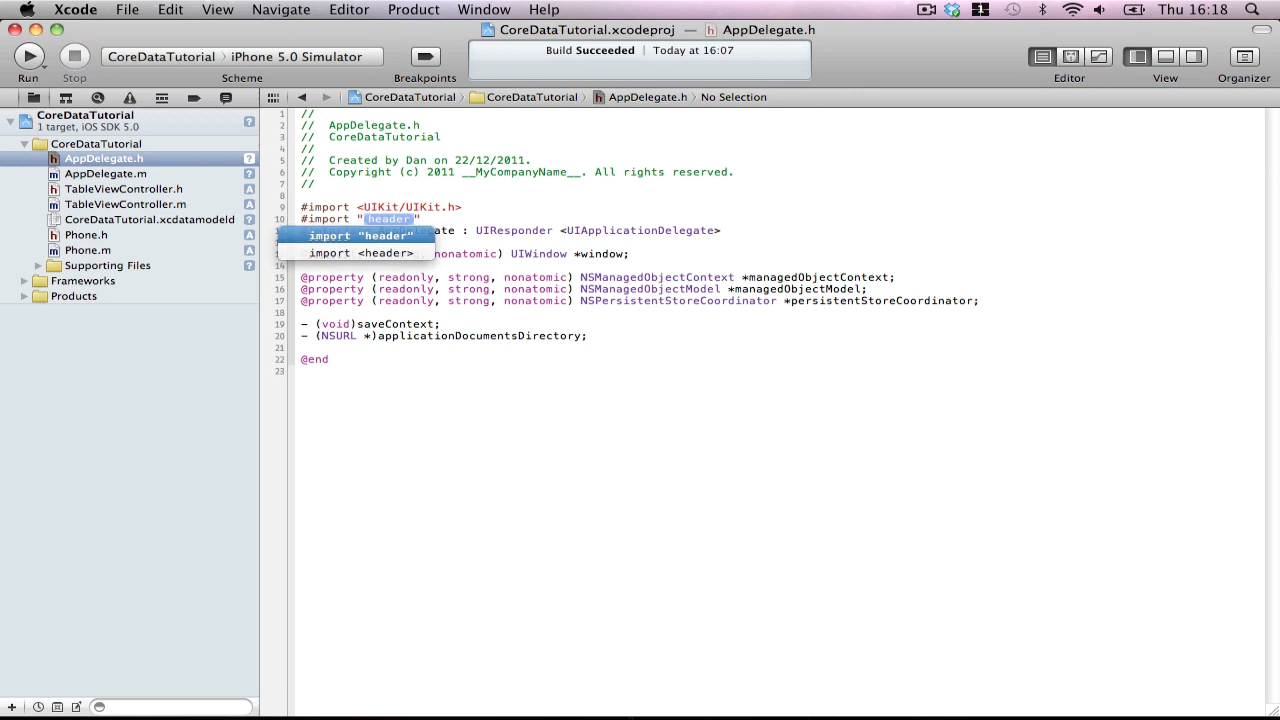 Xcode File Edit View Navigate Editor Product Window Help 1 Thu 16:18
CoreDataTutorial.xcodeproj — AppDelegate.h
CoreDataTutorial iPhone 5.0 Simulator
Build Succeeded | Today at 16:07
Run Stop Scheme Breakpoints Editor View Organizer
CoreDataTutorial CoreDataTutorial AppDelegate.h No Selection
CoreDataTutorial
1 target, iOS SDK 5.0 ?
CoreDataTutorial
AppDelegate.h ?
AppDelegate.m ?
TableViewController.h A
TableViewController.m A
CoreDataTutorial.xcdatamodeld ?
Phone.h A
Phone.m A
Supporting Files ?
Frameworks
Products
1 //
2 // AppDelegate.h
3 // CoreDataTutorial
4 //
5 // Created by Dan on 22/12/2011.
6 // Copyright (c) 2011 __MyCompanyName__. All rights reserved.
7 //
8
9 #import <UIKit/UIKit.h>
10 #import "header"
: UIResponder <UIApplicationDelegate>
import "header"
import <header>
nonatomic) UIWindow *window;
14
15 @property (readonly, strong, nonatomic) NSManagedObjectContext *managedObjectContext;
16 @property (readonly, strong, nonatomic) NSManagedObjectModel *managedObjectModel;
17 @property (readonly, strong, nonatomic) NSPersistentStoreCoordinator *persistentStoreCoordinator;
18
19 - (void)saveContext;
20 - (NSURL *)applicationDocumentsDirectory;
21
22 @end
23